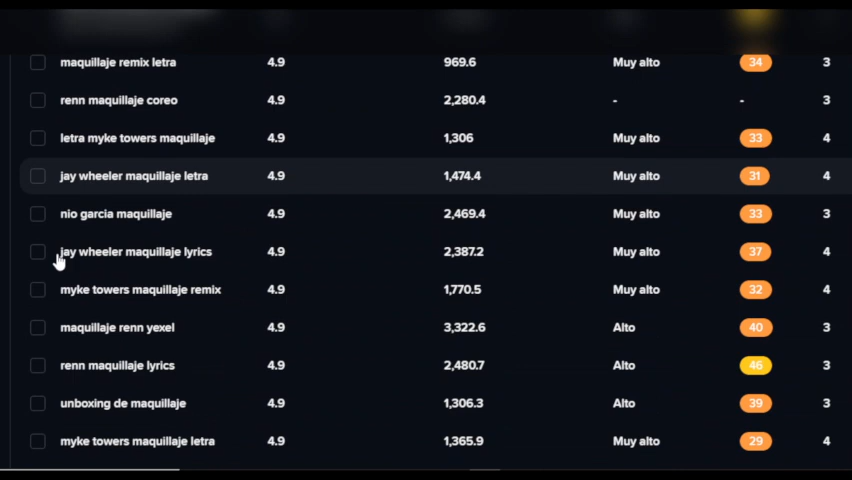 maquillaje remix letra 4.9 969.6 Muy alto 34 3
renn maquillaje coreo 4.9 2,280.4 - - 3
letra myke towers maquillaje 4.9 1,306 Muy alto 33 4
jay wheeler maquillaje letra 4.9 1,474.4 Muy alto 31 4
nio garcia maquillaje 4.9 2,469.4 Muy alto 33 3
jay wheeler maquillaje lyrics 4.9 2,387.2 Muy alto 37 4
myke towers maquillaje remix 4.9 1,770.5 Muy alto 32 4
maquillaje renn yexel 4.9 3,322.6 Alto 40 3
renn maquillaje lyrics 4.9 2,480.7 Alto 46 3
unboxing de maquillaje 4.9 1,306.3 Alto 39 3
myke towers maquillaje letra 4.9 1,365.9 Muy alto 29 4